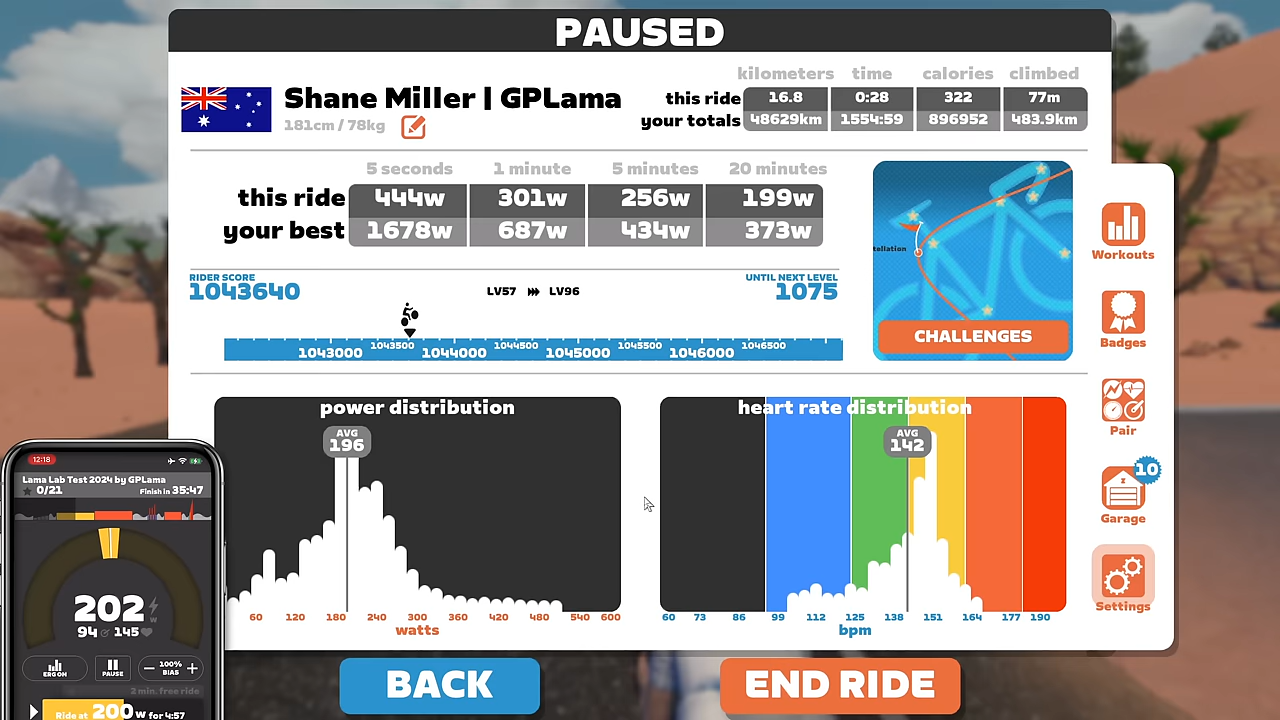 PAUSED
kilometers time calories climbed
Shane Miller | GPLama
this ride 16.8 0:28 322 77m
181cm / 78kg
your totals 48629km 1554:59 896952 483.9km
5 seconds 1 minute 5 minutes 20 minutes
this ride 444w 301w 256w 199w
your best 1678w 687w 434w 373w
tellation
Workouts
RIDER SCORE UNTIL NEXT LEVEL
1043640 LV57 LV96 1075
CHALLENGES
Badges
1043500 1044500 1045500 1046500
1043000 1044000 1045000 1046000
power distribution
heart rate distribution
Pair
AVG
196
AVG
142
10
Garage
Settings
60 120 180 240 300 360 420 480 540 600
watts
60 73 86 99 112 125 138 151 164 177 190
bpm
12:18
Lama Lab Test 2024 by GPLama
0/21 Finish in 35:47
202 w
94 145
ERG ON PAUSE − 100% BIAS +
2 min. free ride
Ride at 200 w for 4:57
BACK END RIDE